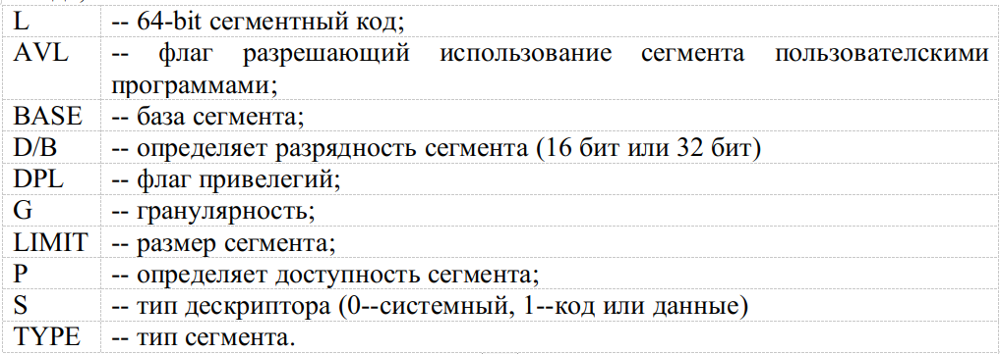 L -- 64-bit сегментный код;
AVL -- флаг разрешающий использование сегмента пользователскими
программами;
BASE -- база сегмента;
D/B -- определяет разрядность сегмента (16 бит или 32 бит)
DPL -- флаг привелегий;
G -- гранулярность;
LIMIT -- размер сегмента;
P -- определяет доступность сегмента;
S -- тип дескриптора (0--системный, 1--код или данные)
TYPE -- тип сегмента.